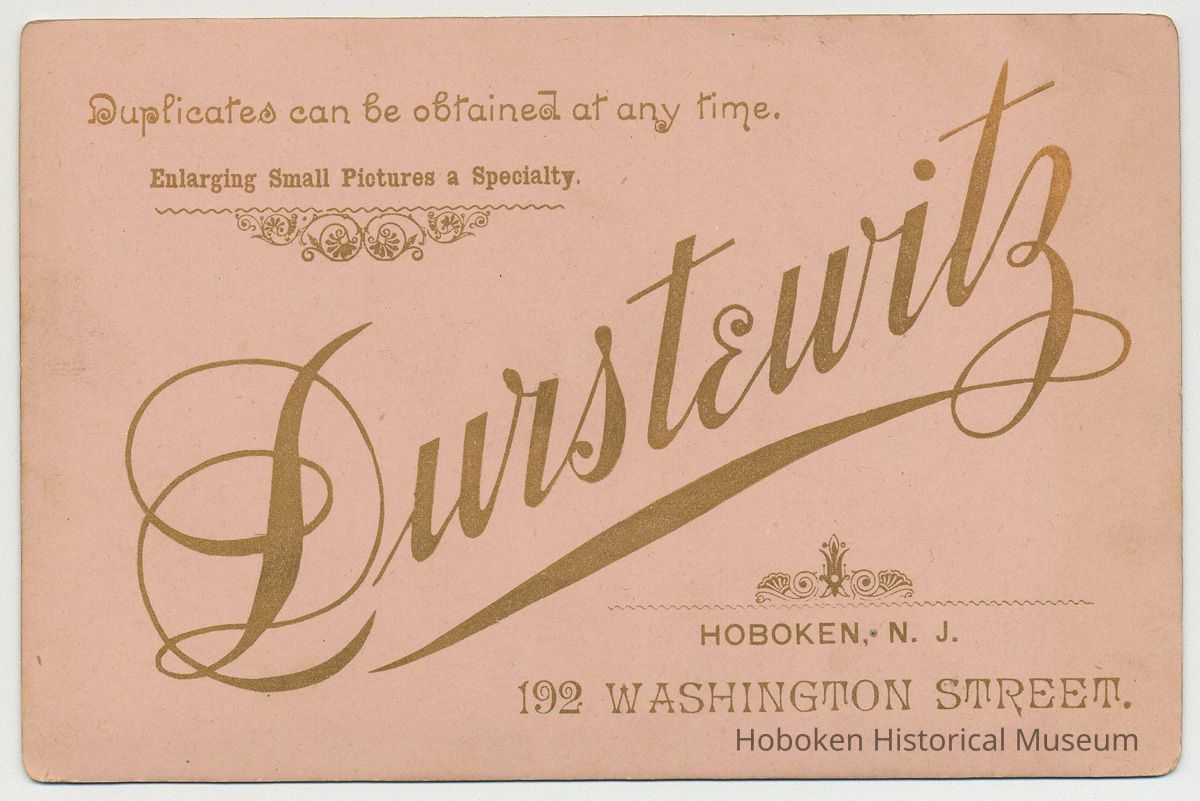 Duplicates can be obtained at any time.
Enlarging Small Pictures a Specialty.
Durstewitz
HOBOKEN, N. J.
192 WASHINGTON STREET.
Hoboken Historical Museum